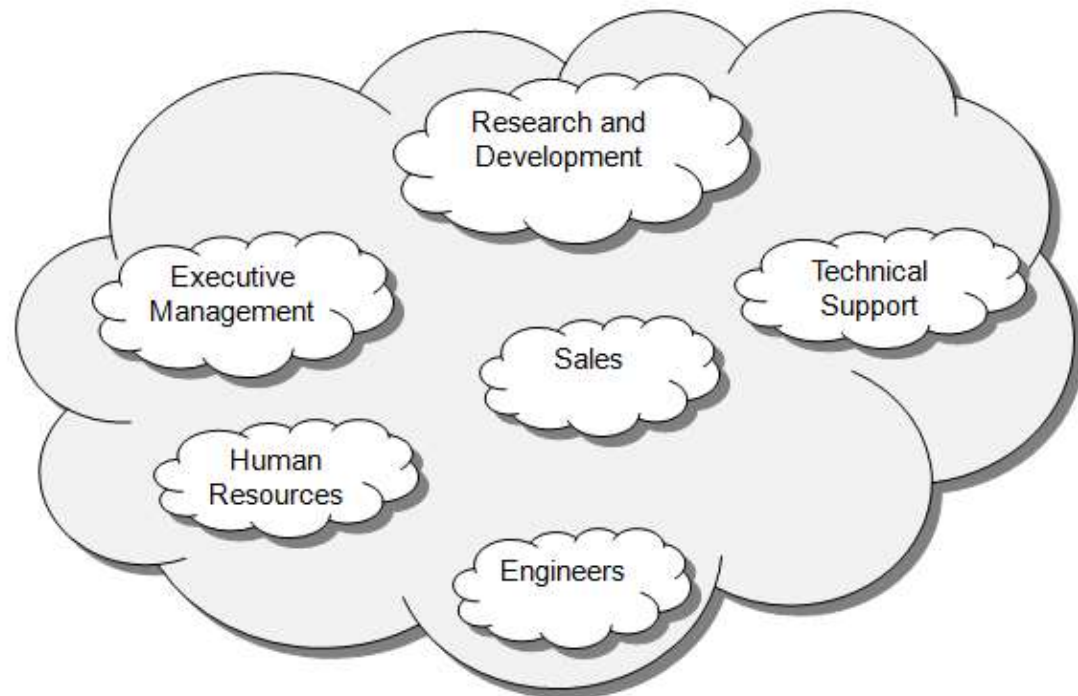 Research and
Development
Executive
Management
Technical
Support
Sales
Human
Resources
Engineers